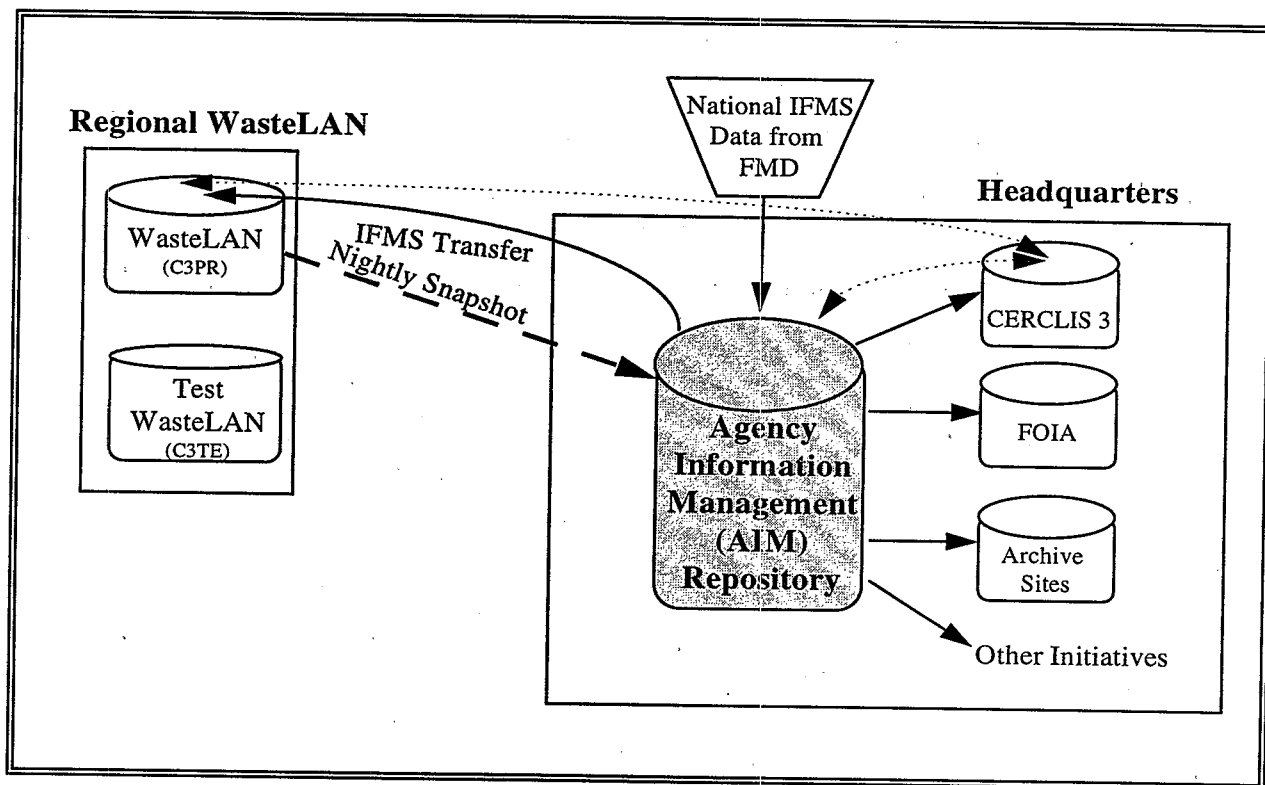 National IFMS
Data from
FMD
Regional WasteLAN
Headquarters
WasteLAN
(C3PR)
IFMS Transfer
Nightly Snapshot
CERCLIS 3
Test
WasteLAN
(C3TE)
FOIA
Agency
Information
Management
(AIM)
Repository
Archive
Sites
Other Initiatives